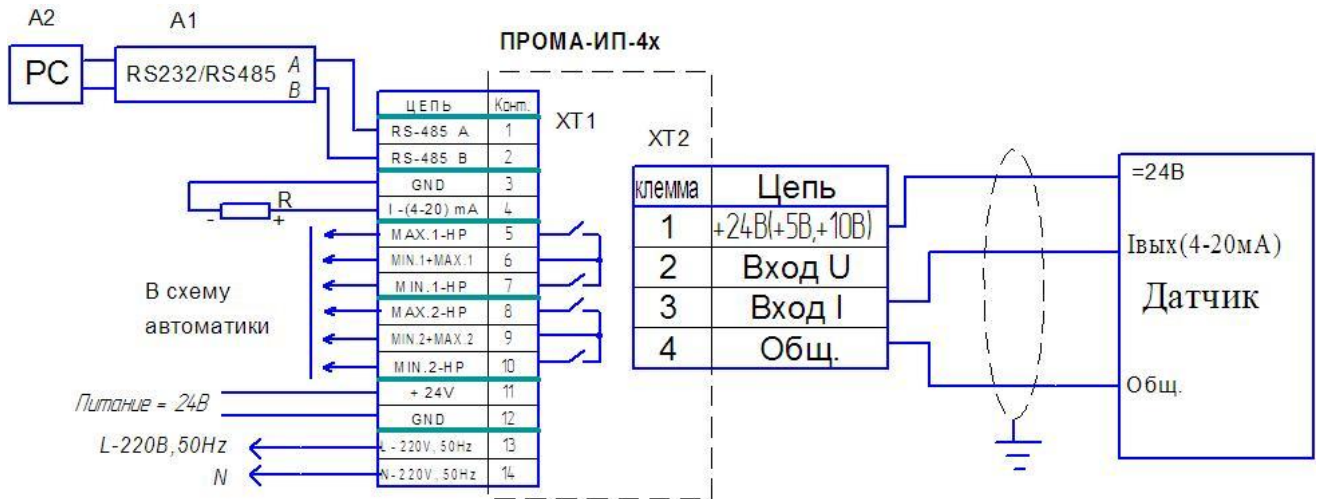 A2
A1
ПРОМА-ИП-4х
PC
RS232/RS485
A
B
ЦЕПЬ Конт.
XT1
RS-485 A 1
RS-485 B 2
GND 3
I-(4-20) mA 4
MAX.1-НР 5
MIN.1+MAX.1 6
MIN.1-НР 7
MAX.2-НР 8
MIN.2+MAX.2 9
MIN.2-НР 10
+ 24V 11
GND 12
L - 220V, 50Hz 13
N-220V, 50Hz 14
R
- +
В схему
автоматики
Питание = 24В
L-220В,50Hz
N
XT2
клемма Цепь
1 +24В(+5В,+10В)
2 Вход U
3 Вход I
4 Общ.
=24В
Iвых(4-20мА)
Датчик
Общ.